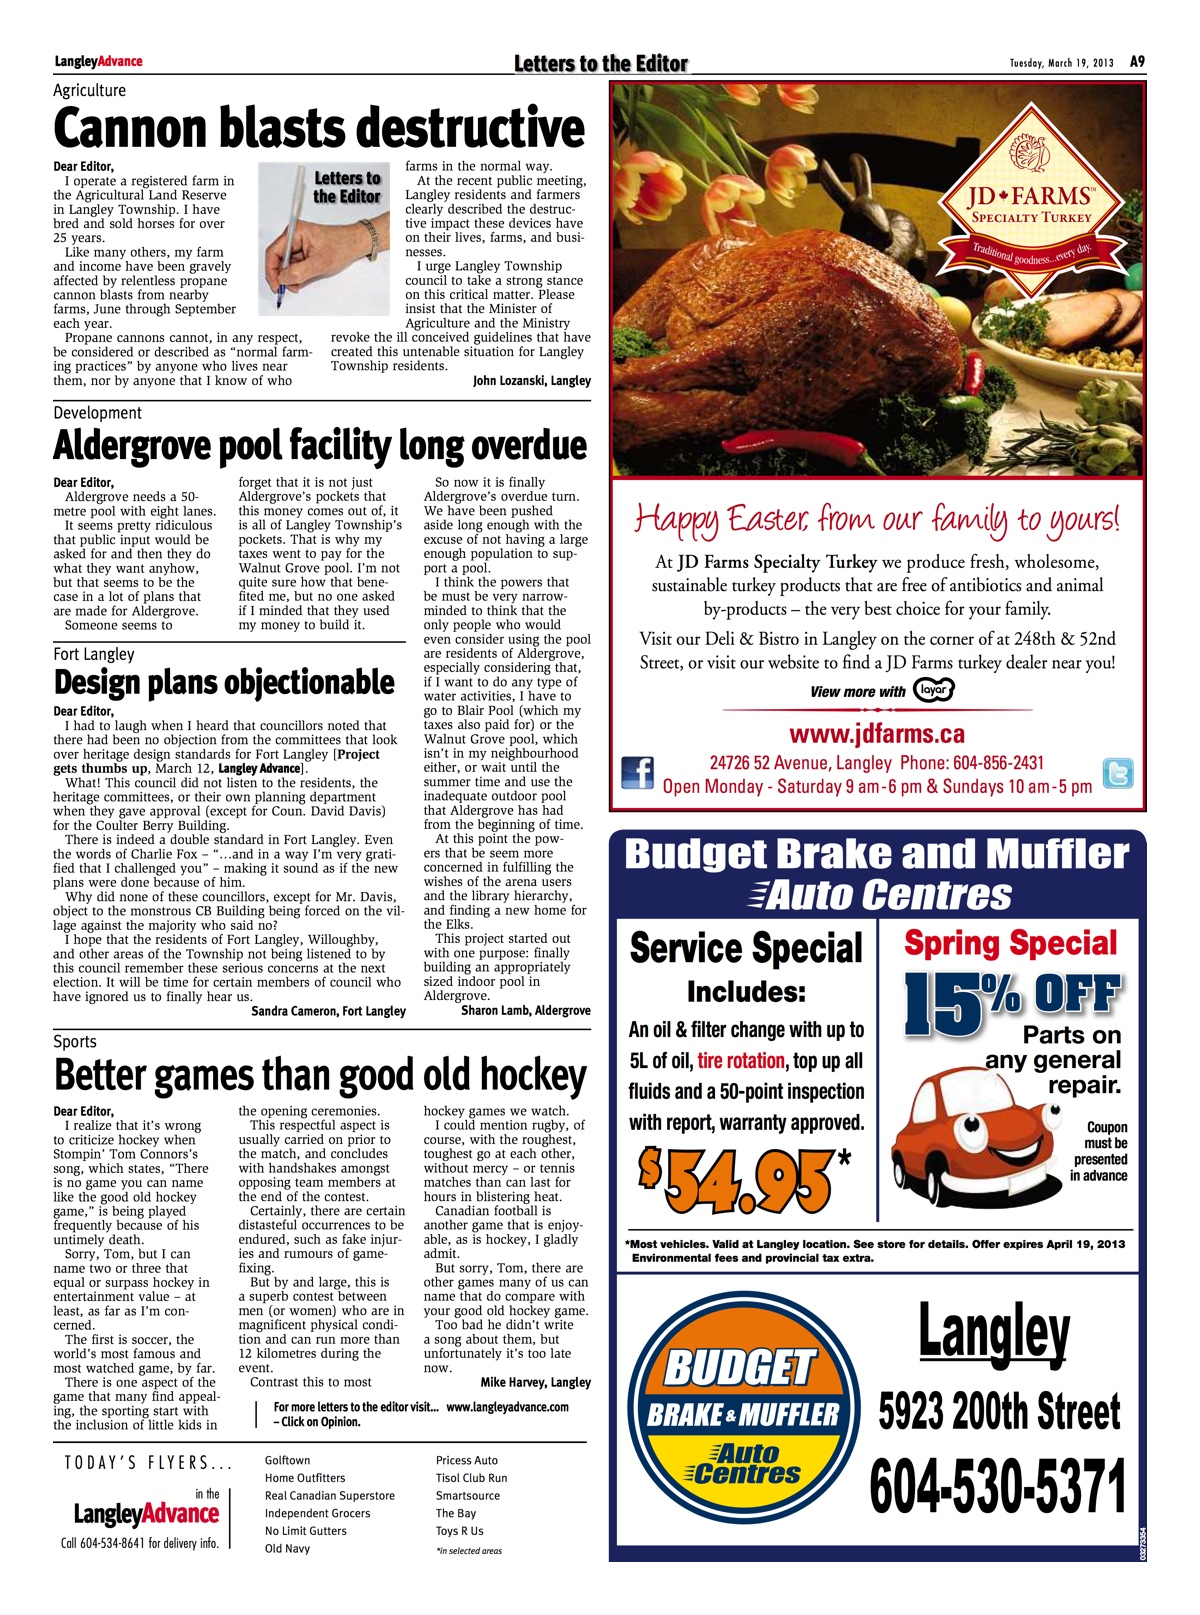 LangleyAdvance
Letters to the Editor
Tuesday, March 19, 2013 A9
Agriculture
Cannon blasts destructive
Dear Editor,
I operate a registered farm in
the Agricultural Land Reserve
in Langley Township. I have
bred and sold horses for over
25 years.
Like many others, my farm
and income have been gravely
affected by relentless propane
cannon blasts from nearby
farms, June through September
each year.
Propane cannons cannot, in any respect,
be considered or described as “normal farm-
ing practices” by anyone who lives near
them, nor by anyone that I know of who
Letters to
the Editor
farms in the normal way.
At the recent public meeting,
Langley residents and farmers
clearly described the destruc-
tive impact these devices have
on their lives, farms, and busi-
nesses.
I urge Langley Township
council to take a strong stance
on this critical matter. Please
insist that the Minister of
Agriculture and the Ministry
revoke the ill conceived guidelines that have
created this untenable situation for Langley
Township residents.
John Lozanski, Langley
Development
Aldergrove pool facility long overdue
Dear Editor,
Aldergrove needs a 50-
metre pool with eight lanes.
It seems pretty ridiculous
that public input would be
asked for and then they do
what they want anyhow,
but that seems to be the
case in a lot of plans that
are made for Aldergrove.
Someone seems to
forget that it is not just
Aldergrove’s pockets that
this money comes out of, it
is all of Langley Township’s
pockets. That is why my
taxes went to pay for the
Walnut Grove pool. I’m not
quite sure how that bene-
fited me, but no one asked
if I minded that they used
my money to build it.
So now it is finally
Aldergrove’s overdue turn.
We have been pushed
aside long enough with the
excuse of not having a large
enough population to sup-
port a pool.
I think the powers that
be must be very narrow-
minded to think that the
only people who would
even consider using the pool
are residents of Aldergrove,
especially considering that,
if I want to do any type of
water activities, I have to
go to Blair Pool (which my
taxes also paid for) or the
Walnut Grove pool, which
isn’t in my neighbourhood
either, or wait until the
summer time and use the
inadequate outdoor pool
that Aldergrove has had
from the beginning of time.
At this point the pow-
ers that be seem more
concerned in fulfilling the
wishes of the arena users
and the library hierarchy,
and finding a new home for
the Elks.
This project started out
with one purpose: finally
building an appropriately
sized indoor pool in
Aldergrove.
Sharon Lamb, Aldergrove
Fort Langley
Design plans objectionable
Dear Editor,
I had to laugh when I heard that councillors noted that
there had been no objection from the committees that look
over heritage design standards for Fort Langley [Project
gets thumbs up, March 12, Langley Advance].
What! This council did not listen to the residents, the
heritage committees, or their own planning department
when they gave approval (except for Coun. David Davis)
for the Coulter Berry Building.
There is indeed a double standard in Fort Langley. Even
the words of Charlie Fox – “…and in a way I’m very grati-
fied that I challenged you” – making it sound as if the new
plans were done because of him.
Why did none of these councillors, except for Mr. Davis,
object to the monstrous CB Building being forced on the vil-
lage against the majority who said no?
I hope that the residents of Fort Langley, Willoughby,
and other areas of the Township not being listened to by
this council remember these serious concerns at the next
election. It will be time for certain members of council who
have ignored us to finally hear us.
Sandra Cameron, Fort Langley
Sports
Better games than good old hockey
Dear Editor,
I realize that it’s wrong
to criticize hockey when
Stompin’ Tom Connors’s
song, which states, “There
is no game you can name
like the good old hockey
game,” is being played
frequently because of his
untimely death.
Sorry, Tom, but I can
name two or three that
equal or surpass hockey in
entertainment value – at
least, as far as I’m con-
cerned.
The first is soccer, the
world’s most famous and
most watched game, by far.
There is one aspect of the
game that many find appeal-
ing, the sporting start with
the inclusion of little kids in
the opening ceremonies.
This respectful aspect is
usually carried on prior to
the match, and concludes
with handshakes amongst
opposing team members at
the end of the contest.
Certainly, there are certain
distasteful occurrences to be
endured, such as fake injur-
ies and rumours of game-
fixing.
But by and large, this is
a superb contest between
men (or women) who are in
magnificent physical condi-
tion and can run more than
12 kilometres during the
event.
Contrast this to most
hockey games we watch.
I could mention rugby, of
course, with the roughest,
toughest go at each other,
without mercy – or tennis
matches than can last for
hours in blistering heat.
Canadian football is
another game that is enjoy-
able, as is hockey, I gladly
admit.
But sorry, Tom, there are
other games many of us can
name that do compare with
your good old hockey game.
Too bad he didn’t write
a song about them, but
unfortunately it’s too late
now.
Mike Harvey, Langley
For more letters to the editor visit... www.langleyadvance.com
– Click on Opinion.
TODAY’S FLYERS...
in the
LangleyAdvance
Call 604-534-8641 for delivery info.
Golftown
Home Outfitters
Real Canadian Superstore
Independent Grocers
No Limit Gutters
Old Navy
Pricess Auto
Tisol Club Run
Smartsource
The Bay
Toys R Us
*in selected areas
JD FARMS™
SPECIALTY TURKEY
Traditional goodness...every day.
Happy Easter, from our family to yours!
At JD Farms Specialty Turkey we produce fresh, wholesome,
sustainable turkey products that are free of antibiotics and animal
by-products – the very best choice for your family.
Visit our Deli & Bistro in Langley on the corner of at 248th & 52nd
Street, or visit our website to find a JD Farms turkey dealer near you!
View more with layar
www.jdfarms.ca
24726 52 Avenue, Langley Phone: 604-856-2431
Open Monday - Saturday 9 am - 6 pm & Sundays 10 am - 5 pm
Budget Brake and Muffler
Auto Centres
Service Special
Includes:
An oil & filter change with up to
5L of oil, tire rotation, top up all
fluids and a 50-point inspection
with report, warranty approved.
$54.95*
Spring Special
15% OFF
Parts on
any general
repair.
Coupon
must be
presented
in advance
*Most vehicles. Valid at Langley location. See store for details. Offer expires April 19, 2013
Environmental fees and provincial tax extra.
BUDGET
BRAKE & MUFFLER
Auto
Centres
Langley
5923 200th Street
604-530-5371
03273354